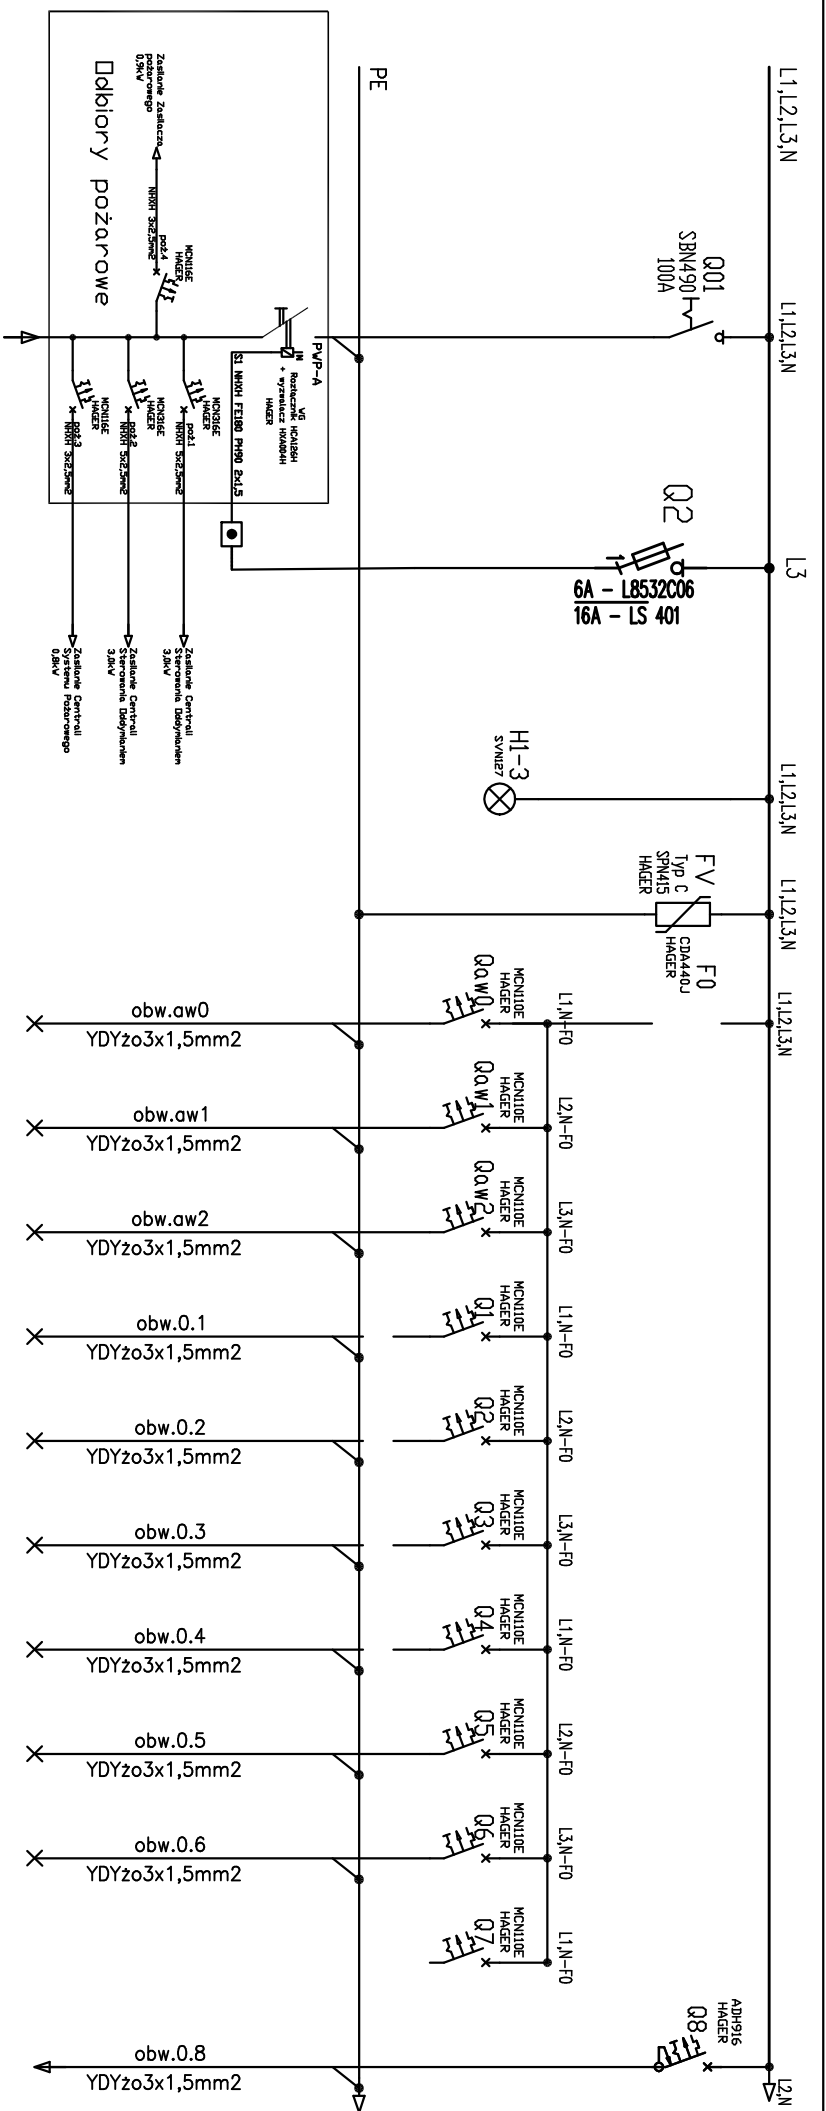 L1,L2,L3,N
PE
Q01
SBN490
100A
L1,L2,L3,N
Q2
L3
6A - L8532C06
16A - LS 401
H1-3
SVN127
L1,L2,L3,N
FV
Typ C
SPN415
HAGER
L1,L2,L3,N
F0
CDA440J
HAGER
L1,L2,L3,N
Odbiory pożarowe
Zasilanie Zasilacza
pożarowego
0,9kW
NHXH 3x2,5mm2
poż.4
MCN116E
HAGER
PWP-A
VG
Rozłącznik HCA126H
+ wyzwalacz HXA004H
HAGER
S1 NHXH FE180 PH90 2x1,5
MCN316E
HAGER
poż.1
NHXH 5x2,5mm2
Zasilanie Centrali
Sterowania Oddymianiem
3,0kW
MCN316E
HAGER
poż.2
NHXH 5x2,5mm2
Zasilanie Centrali
Sterowania Oddymianiem
3,0kW
MCN116E
HAGER
poż.3
NHXH 3x2,5mm2
Zasilanie Centrali
Systemu Pożarowego
0,8kW
L1,N-F0
MCN110E
HAGER
Qaw0
obw.aw0
YDYżo3x1,5mm2
L2,N-F0
MCN110E
HAGER
Qaw1
obw.aw1
YDYżo3x1,5mm2
L3,N-F0
MCN110E
HAGER
Qaw2
obw.aw2
YDYżo3x1,5mm2
L1,N-F0
MCN110E
HAGER
Q1
obw.0.1
YDYżo3x1,5mm2
L2,N-F0
MCN110E
HAGER
Q2
obw.0.2
YDYżo3x1,5mm2
L3,N-F0
MCN110E
HAGER
Q3
obw.0.3
YDYżo3x1,5mm2
L1,N-F0
MCN110E
HAGER
Q4
obw.0.4
YDYżo3x1,5mm2
L2,N-F0
MCN110E
HAGER
Q5
obw.0.5
YDYżo3x1,5mm2
L3,N-F0
MCN110E
HAGER
Q6
obw.0.6
YDYżo3x1,5mm2
L1,N-F0
MCN110E
HAGER
Q7
ADH916
HAGER
Q8
L2,N
obw.0.8
YDYżo3x1,5mm2